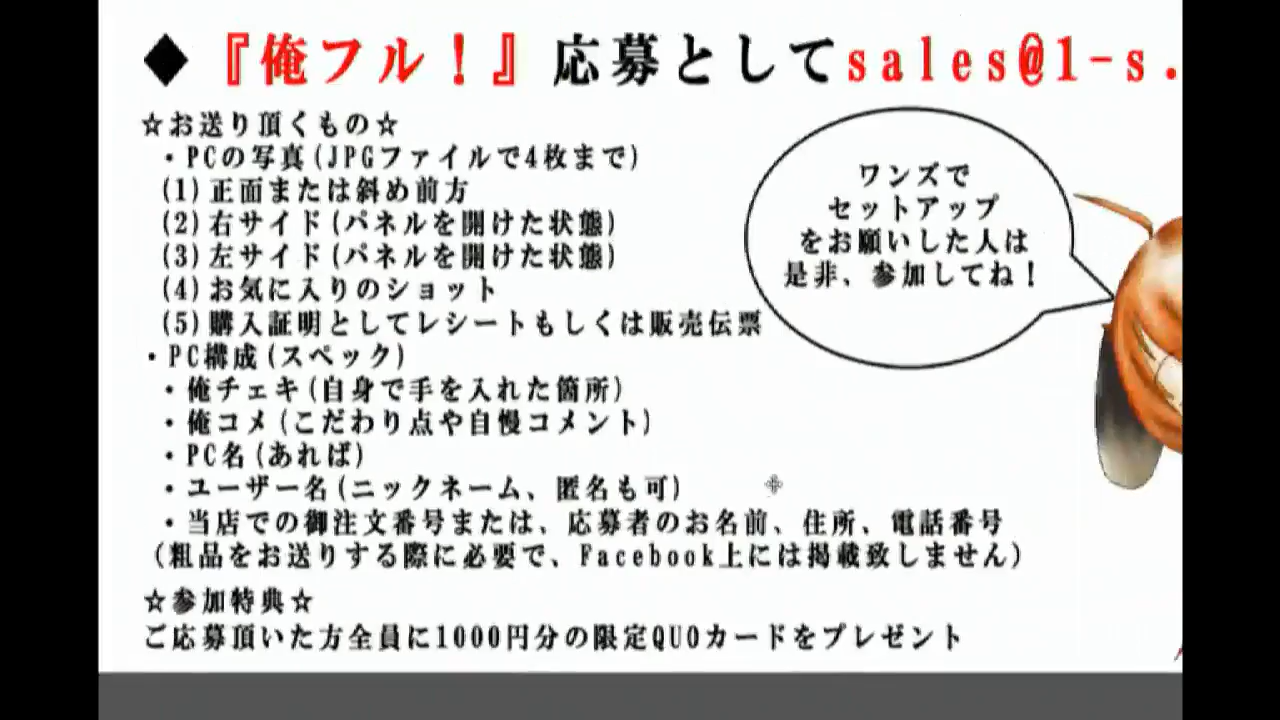 ◆『俺フル！』応募としてsales@1-s.
☆お送り頂くもの☆
・PCの写真(JPGファイルで4枚まで)
(1)正面または斜め前方
(2)右サイド(パネルを開けた状態)
(3)左サイド(パネルを開けた状態)
(4)お気に入りのショット
(5)購入証明としてレシートもしくは販売伝票
・PC構成(スペック)
・俺チェキ(自身で手を入れた箇所)
・俺コメ(こだわり点や自慢コメント)
・PC名(あれば)
・ユーザー名(ニックネーム、匿名も可)
・当店での御注文番号または、応募者のお名前、住所、電話番号
(粗品をお送りする際に必要で、Facebook上には掲載致しません)
☆参加特典☆
ご応募頂いた方全員に1000円分の限定QUOカードをプレゼント
ワンズで
セットアップ
をお願いした人は
是非、参加してね！